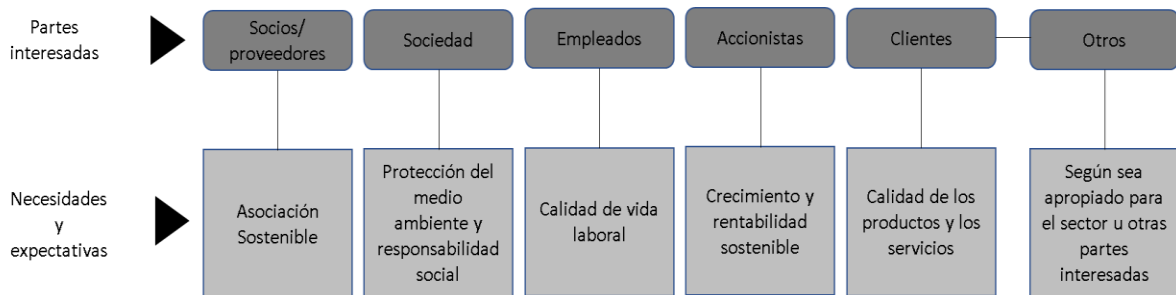 Partes
interesadas
Socios/
proveedores
Sociedad
Empleados
Accionistas
Clientes
Otros
Necesidades
y
expectativas
Asociación
Sostenible
Protección del
medio
ambiente y
responsabilidad
social
Calidad de vida
laboral
Crecimiento y
rentabilidad
sostenible
Calidad de los
productos y los
servicios
Según sea
apropiado para
el sector u otras
partes
interesadas